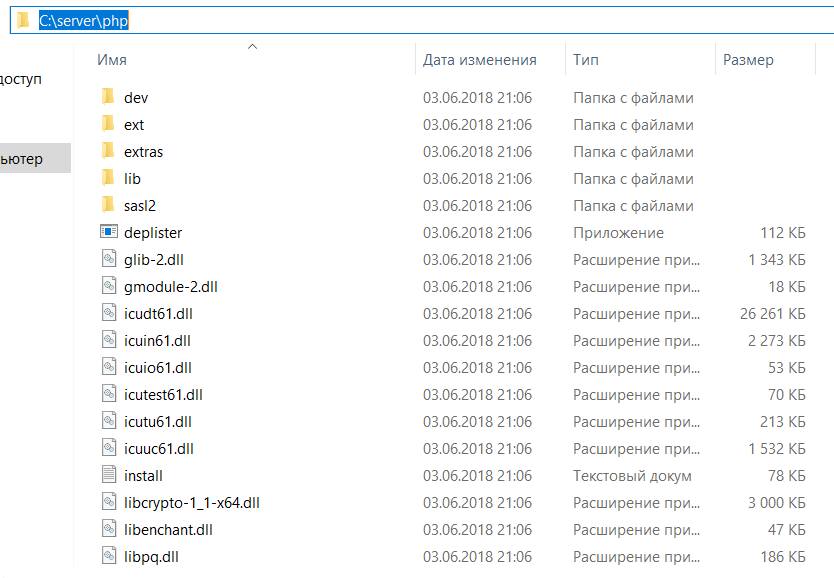 C:\server\php
Имя Дата изменения Тип Размер
доступ
dev 03.06.2018 21:06 Папка с файлами
ext 03.06.2018 21:06 Папка с файлами
extras 03.06.2018 21:06 Папка с файлами
ьютер
lib 03.06.2018 21:06 Папка с файлами
sasl2 03.06.2018 21:06 Папка с файлами
deplister 03.06.2018 21:06 Приложение 112 КБ
glib-2.dll 03.06.2018 21:06 Расширение при... 1 343 КБ
gmodule-2.dll 03.06.2018 21:06 Расширение при... 18 КБ
icudt61.dll 03.06.2018 21:06 Расширение при... 26 261 КБ
icuin61.dll 03.06.2018 21:06 Расширение при... 2 273 КБ
icuio61.dll 03.06.2018 21:06 Расширение при... 53 КБ
icutest61.dll 03.06.2018 21:06 Расширение при... 70 КБ
icutu61.dll 03.06.2018 21:06 Расширение при... 213 КБ
icuuc61.dll 03.06.2018 21:06 Расширение при... 1 532 КБ
install 03.06.2018 21:06 Текстовый докум 78 КБ
libcrypto-1_1-x64.dll 03.06.2018 21:06 Расширение при... 3 000 КБ
libenchant.dll 03.06.2018 21:06 Расширение при... 47 КБ
libpq.dll 03.06.2018 21:06 Расширение при... 186 КБ